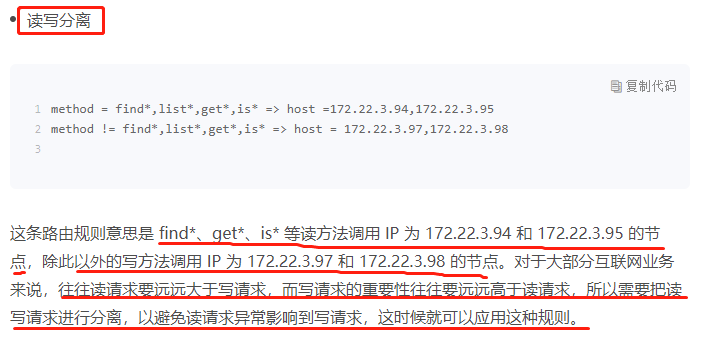 读写分离
复制代码
1 method = find*,list*,get*,is* => host =172.22.3.94,172.22.3.95
2 method != find*,list*,get*,is* => host = 172.22.3.97,172.22.3.98
3
这条路由规则意思是 find*、get*、is* 等读方法调用 IP 为 172.22.3.94 和 172.22.3.95 的节
点，除此以外的写方法调用 IP 为 172.22.3.97 和 172.22.3.98 的节点。对于大部分互联网业务
来说，往往读请求要远远大于写请求，而写请求的重要性往往要远远高于读请求，所以需要把读
写请求进行分离，以避免读请求异常影响到写请求，这时候就可以应用这种规则。